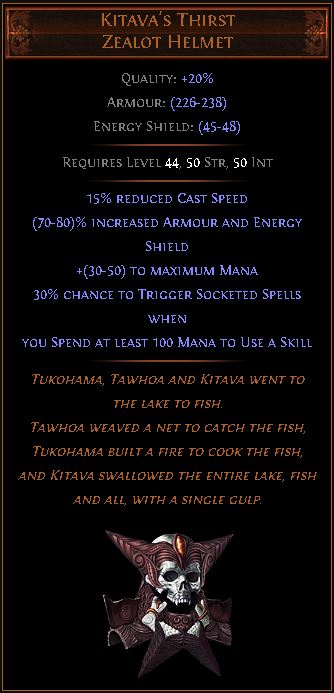 Kitava's Thirst
Zealot Helmet
Quality: +20%
Armour: (226-238)
Energy Shield: (45-48)
Requires Level 44, 50 Str, 50 Int
15% reduced Cast Speed
(70-80)% increased Armour and Energy
Shield
+(30-50) to maximum Mana
30% chance to Trigger Socketed Spells
when
you Spend at least 100 Mana to Use a Skill
Tukohama, Tawhoa and Kitava went to
the lake to fish.
Tawhoa weaved a net to catch the fish,
Tukohama built a fire to cook the fish,
and Kitava swallowed the entire lake, fish
and all, with a single gulp.